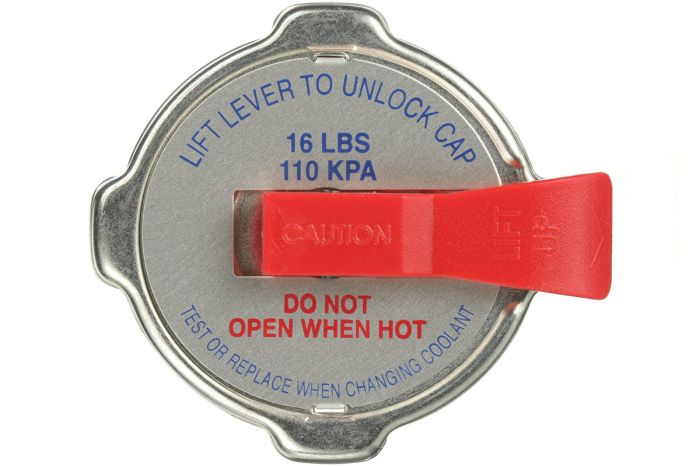 LIFT LEVER TO UNLOCK CAP
16 LBS
110 KPA
CAUTION
LIFT
UP
DO NOT
OPEN WHEN HOT
TEST OR REPLACE WHEN CHANGING COOLANT